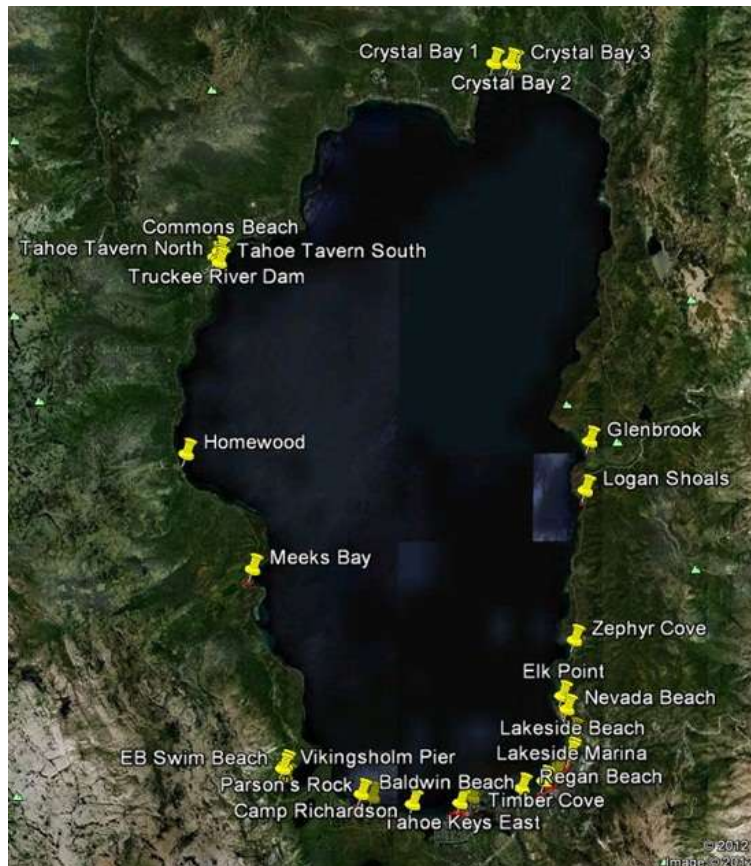 Crystal Bay 1
Crystal Bay 3
Crystal Bay 2
Commons Beach
Tahoe Tavern North
Tahoe Tavern South
Truckee River Dam
Glenbrook
Homewood
Logan Shoals
Meeks Bay
Zephyr Cove
Elk Point
Nevada Beach
Lakeside Beach
Lakeside Marina
EB Swim Beach
Vikingsholm Pier
Regan Beach
Parson's Rock
Baldwin Beach
Timber Cove
Camp Richardson
Tahoe Keys East
© 2012